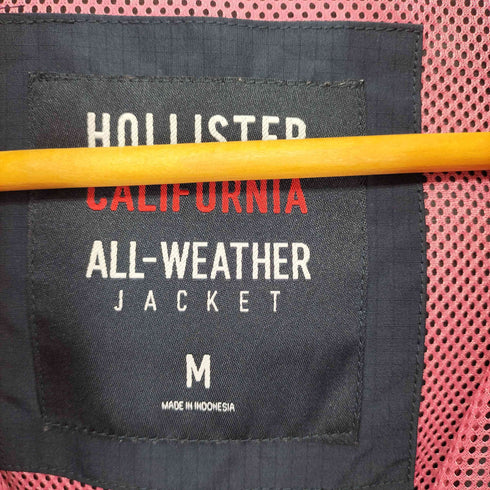 HOLLISTER
CALIFORNIA
ALL-WEATHER
JACKET
M
MADE IN INDONESIA